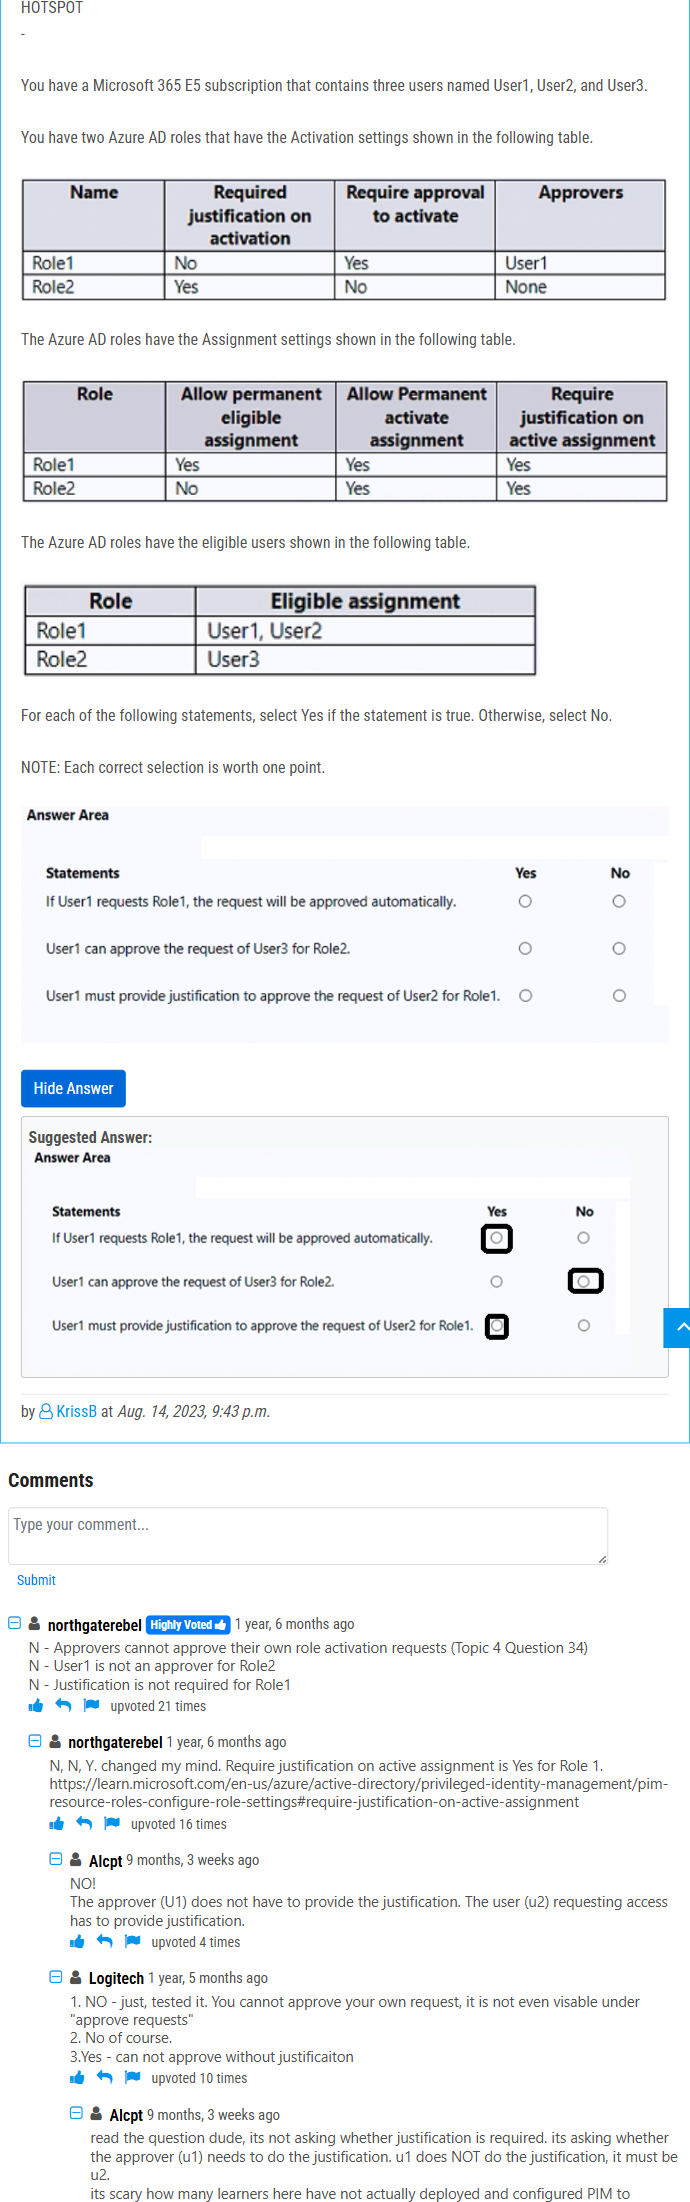 HOTSPOT
-
You have a Microsoft 365 E5 subscription that contains three users named User1, User2, and User3.
You have two Azure AD roles that have the Activation settings shown in the following table.
Name Required justification on activation Require approval to activate Approvers
Role1 No Yes User1
Role2 Yes No None
The Azure AD roles have the Assignment settings shown in the following table.
Role Allow permanent eligible assignment Allow Permanent activate assignment Require justification on active assignment
Role1 Yes Yes Yes
Role2 No Yes Yes
The Azure AD roles have the eligible users shown in the following table.
Role Eligible assignment
Role1 User1, User2
Role2 User3
For each of the following statements, select Yes if the statement is true. Otherwise, select No.
NOTE: Each correct selection is worth one point.
Answer Area
Statements Yes No
If User1 requests Role1, the request will be approved automatically.
User1 can approve the request of User3 for Role2.
User1 must provide justification to approve the request of User2 for Role1.
Hide Answer
Suggested Answer:
Answer Area
Statements Yes No
If User1 requests Role1, the request will be approved automatically.
User1 can approve the request of User3 for Role2.
User1 must provide justification to approve the request of User2 for Role1.
by KrissB at Aug. 14, 2023, 9:43 p.m.
Comments
Type your comment...
Submit
northgaterebel Highly Voted 1 year, 6 months ago
N - Approvers cannot approve their own role activation requests (Topic 4 Question 34)
N - User1 is not an approver for Role2
N - Justification is not required for Role1
upvoted 21 times
northgaterebel 1 year, 6 months ago
N, N, Y. changed my mind. Require justification on active assignment is Yes for Role 1.
https://learn.microsoft.com/en-us/azure/active-directory/privileged-identity-management/pim-
resource-roles-configure-role-settings#require-justification-on-active-assignment
upvoted 16 times
Alcpt 9 months, 3 weeks ago
NO!
The approver (U1) does not have to provide the justification. The user (u2) requesting access
has to provide justification.
upvoted 4 times
Logitech 1 year, 5 months ago
1. NO - just, tested it. You cannot approve your own request, it is not even visable under
"approve requests"
2. No of course.
3.Yes - can not approve without justificaiton
upvoted 10 times
Alcpt 9 months, 3 weeks ago
read the question dude, its not asking whether justification is required. its asking whether
the approver (u1) needs to do the justification. u1 does NOT do the justification, it must be
u2.
its scary how many learners here have not actually deployed and configured PIM to